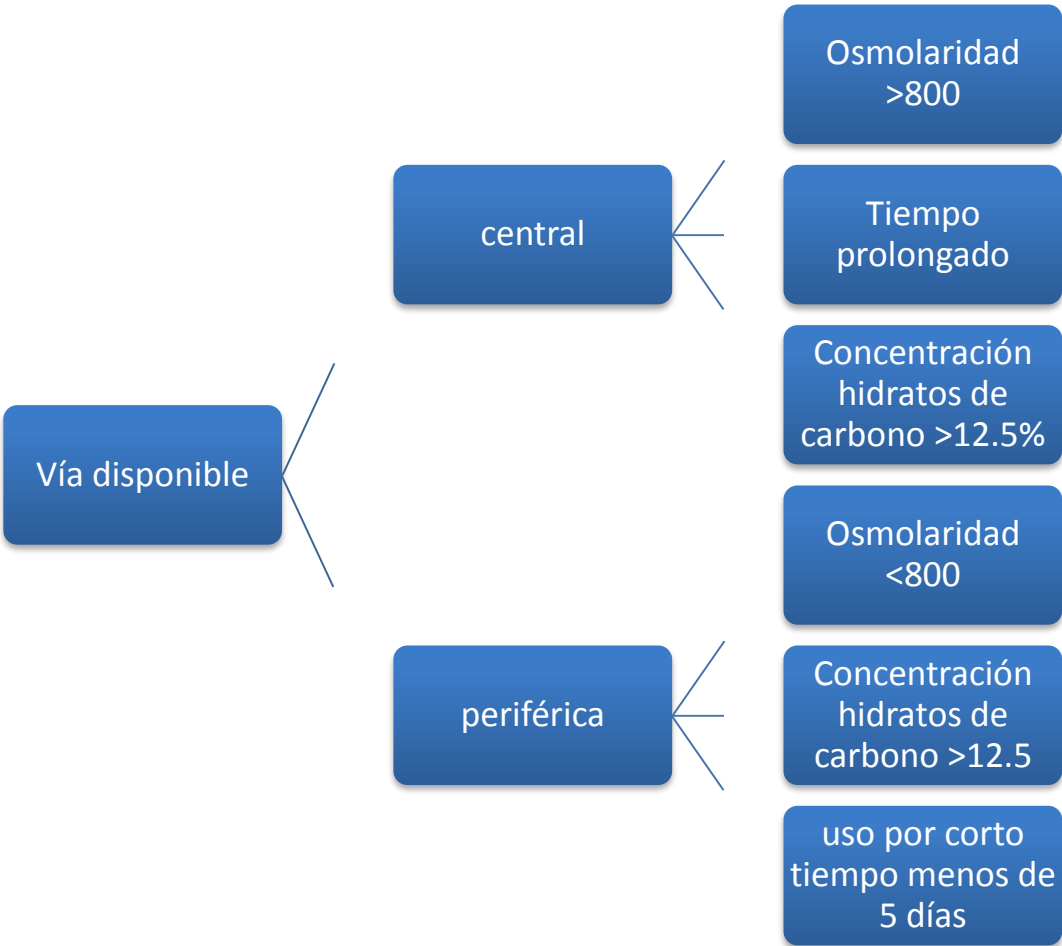 Vía disponible
central
Osmolaridad
>800
Tiempo
prolongado
Concentración
hidratos de
carbono >12.5%
periférica
Osmolaridad
<800
Concentración
hidratos de
carbono >12.5
uso por corto
tiempo menos de
5 días